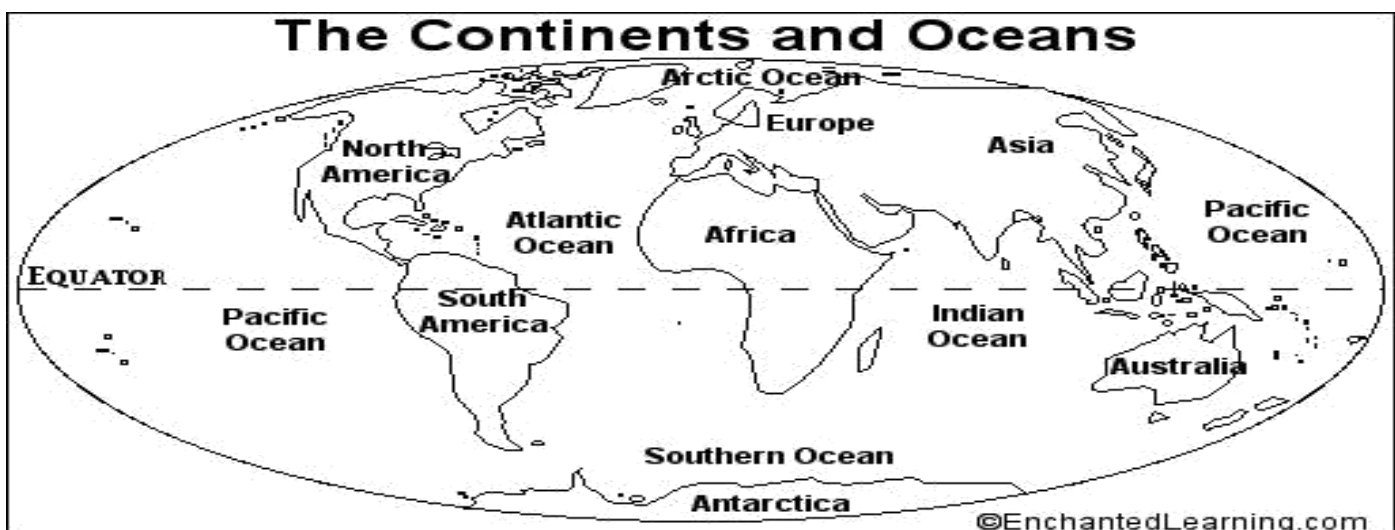 The Continents and Oceans
Arctic Ocean
Europe
Asia
North
America
Atlantic
Ocean
Africa
Pacific
Ocean
EQUATOR
South
America
Pacific
Ocean
Indian
Ocean
Australia
Southern Ocean
Antarctica
©EnchantedLearning.com